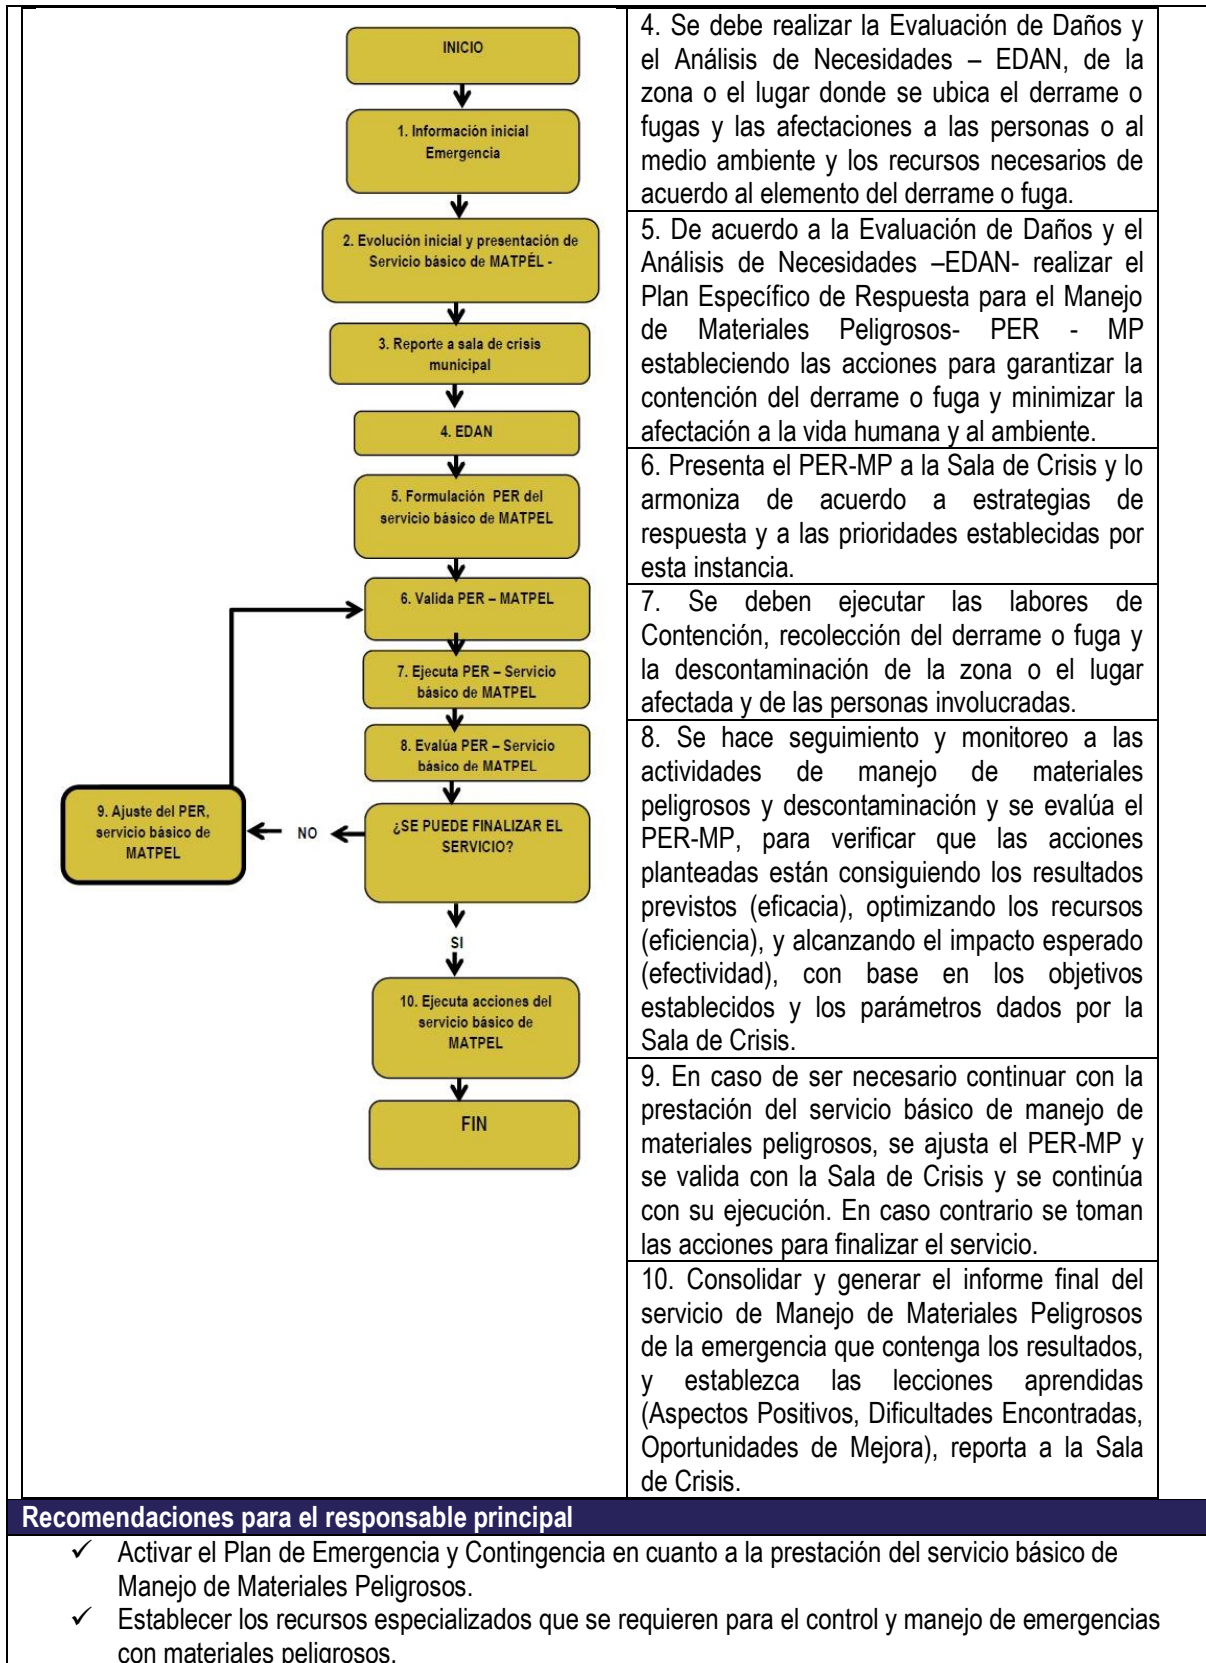 INICIO
1. Información inicial
Emergencia
2. Evolución inicial y presentación de
Servicio básico de MATPÉL -
3. Reporte a sala de crisis
municipal
4. EDAN
5. Formulación PER del
servicio básico de MATPEL
6. Valida PER – MATPEL
7. Ejecuta PER – Servicio
básico de MATPEL
8. Evalúa PER – Servicio
básico de MATPEL
¿SE PUEDE FINALIZAR EL
SERVICIO?
NO
9. Ajuste del PER,
servicio básico de
MATPEL
SI
10. Ejecuta acciones del
servicio básico de
MATPEL
FIN
4. Se debe realizar la Evaluación de Daños y
el Análisis de Necesidades – EDAN, de la
zona o el lugar donde se ubica el derrame o
fugas y las afectaciones a las personas o al
medio ambiente y los recursos necesarios de
acuerdo al elemento del derrame o fuga.
5. De acuerdo a la Evaluación de Daños y el
Análisis de Necesidades –EDAN- realizar el
Plan Específico de Respuesta para el Manejo
de Materiales Peligrosos- PER - MP
estableciendo las acciones para garantizar la
contención del derrame o fuga y minimizar la
afectación a la vida humana y al ambiente.
6. Presenta el PER-MP a la Sala de Crisis y lo
armoniza de acuerdo a estrategias de
respuesta y a las prioridades establecidas por
esta instancia.
7. Se deben ejecutar las labores de
Contención, recolección del derrame o fuga y
la descontaminación de la zona o el lugar
afectada y de las personas involucradas.
8. Se hace seguimiento y monitoreo a las
actividades de manejo de materiales
peligrosos y descontaminación y se evalúa el
PER-MP, para verificar que las acciones
planteadas están consiguiendo los resultados
previstos (eficacia), optimizando los recursos
(eficiencia), y alcanzando el impacto esperado
(efectividad), con base en los objetivos
establecidos y los parámetros dados por la
Sala de Crisis.
9. En caso de ser necesario continuar con la
prestación del servicio básico de manejo de
materiales peligrosos, se ajusta el PER-MP y
se valida con la Sala de Crisis y se continúa
con su ejecución. En caso contrario se toman
las acciones para finalizar el servicio.
10. Consolidar y generar el informe final del
servicio de Manejo de Materiales Peligrosos
de la emergencia que contenga los resultados,
y establezca las lecciones aprendidas
(Aspectos Positivos, Dificultades Encontradas,
Oportunidades de Mejora), reporta a la Sala
de Crisis.
Recomendaciones para el responsable principal
✓ Activar el Plan de Emergencia y Contingencia en cuanto a la prestación del servicio básico de
Manejo de Materiales Peligrosos.
✓ Establecer los recursos especializados que se requieren para el control y manejo de emergencias
con materiales peligrosos.